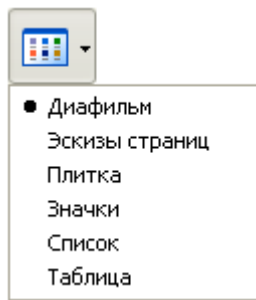 Диафильм
Эскизы страниц
Плитка
Значки
Список
Таблица